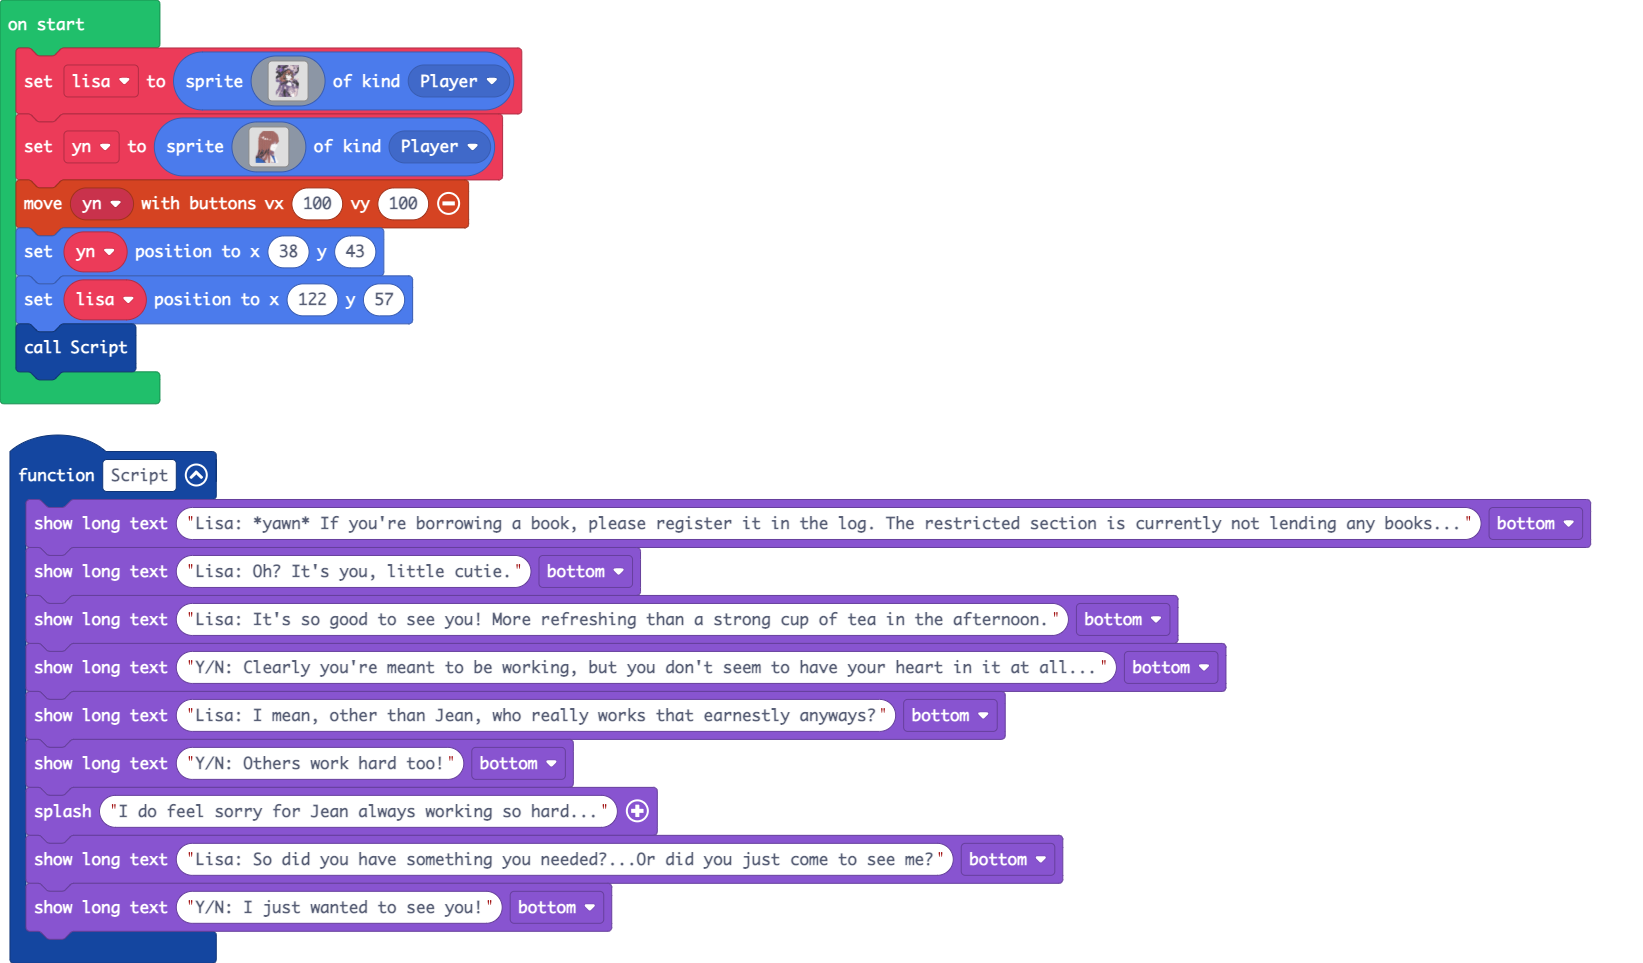 on start
set lisa to sprite of kind Player
set yn to sprite of kind Player
move yn with buttons vx 100 vy 100
set yn position to x 38 y 43
set lisa position to x 122 y 57
call Script
function Script
show long text "Lisa: *yawn* If you're borrowing a book, please register it in the log. The restricted section is currently not lending any books..." bottom
show long text "Lisa: Oh? It's you, little cutie." bottom
show long text "Lisa: It's so good to see you! More refreshing than a strong cup of tea in the afternoon." bottom
show long text "Y/N: Clearly you're meant to be working, but you don't seem to have your heart in it at all..." bottom
show long text "Lisa: I mean, other than Jean, who really works that earnestly anyways?" bottom
show long text "Y/N: Others work hard too!" bottom
splash "I do feel sorry for Jean always working so hard..."
show long text "Lisa: So did you have something you needed?...Or did you just come to see me?" bottom
show long text "Y/N: I just wanted to see you!" bottom